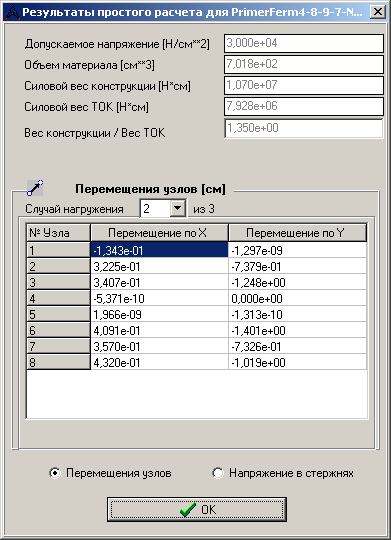 Результаты простого расчета для PrimerFerm4-8-9-7-N...
Допускаемое напряжение [Н/см**2] 3,000e+04
Объем материала [см**3] 7,018e+02
Силовой вес конструкции [Н*см] 1,070e+07
Силовой вес ТОК [Н*см] 7,928e+06
Вес конструкции / Вес ТОК 1,350e+00
Перемещения узлов [см]
Случай нагружения 2 из 3
№ Узла Перемещение по X Перемещение по Y
1 -1,343e-01 -1,297e-09
2 3,225e-01 -7,379e-01
3 3,407e-01 -1,248e+00
4 -5,371e-10 0,000e+00
5 1,966e-09 -1,313e-10
6 4,091e-01 -1,401e+00
7 3,570e-01 -7,326e-01
8 4,320e-01 -1,019e+00
Перемещения узлов Напряжение в стержнях
OK